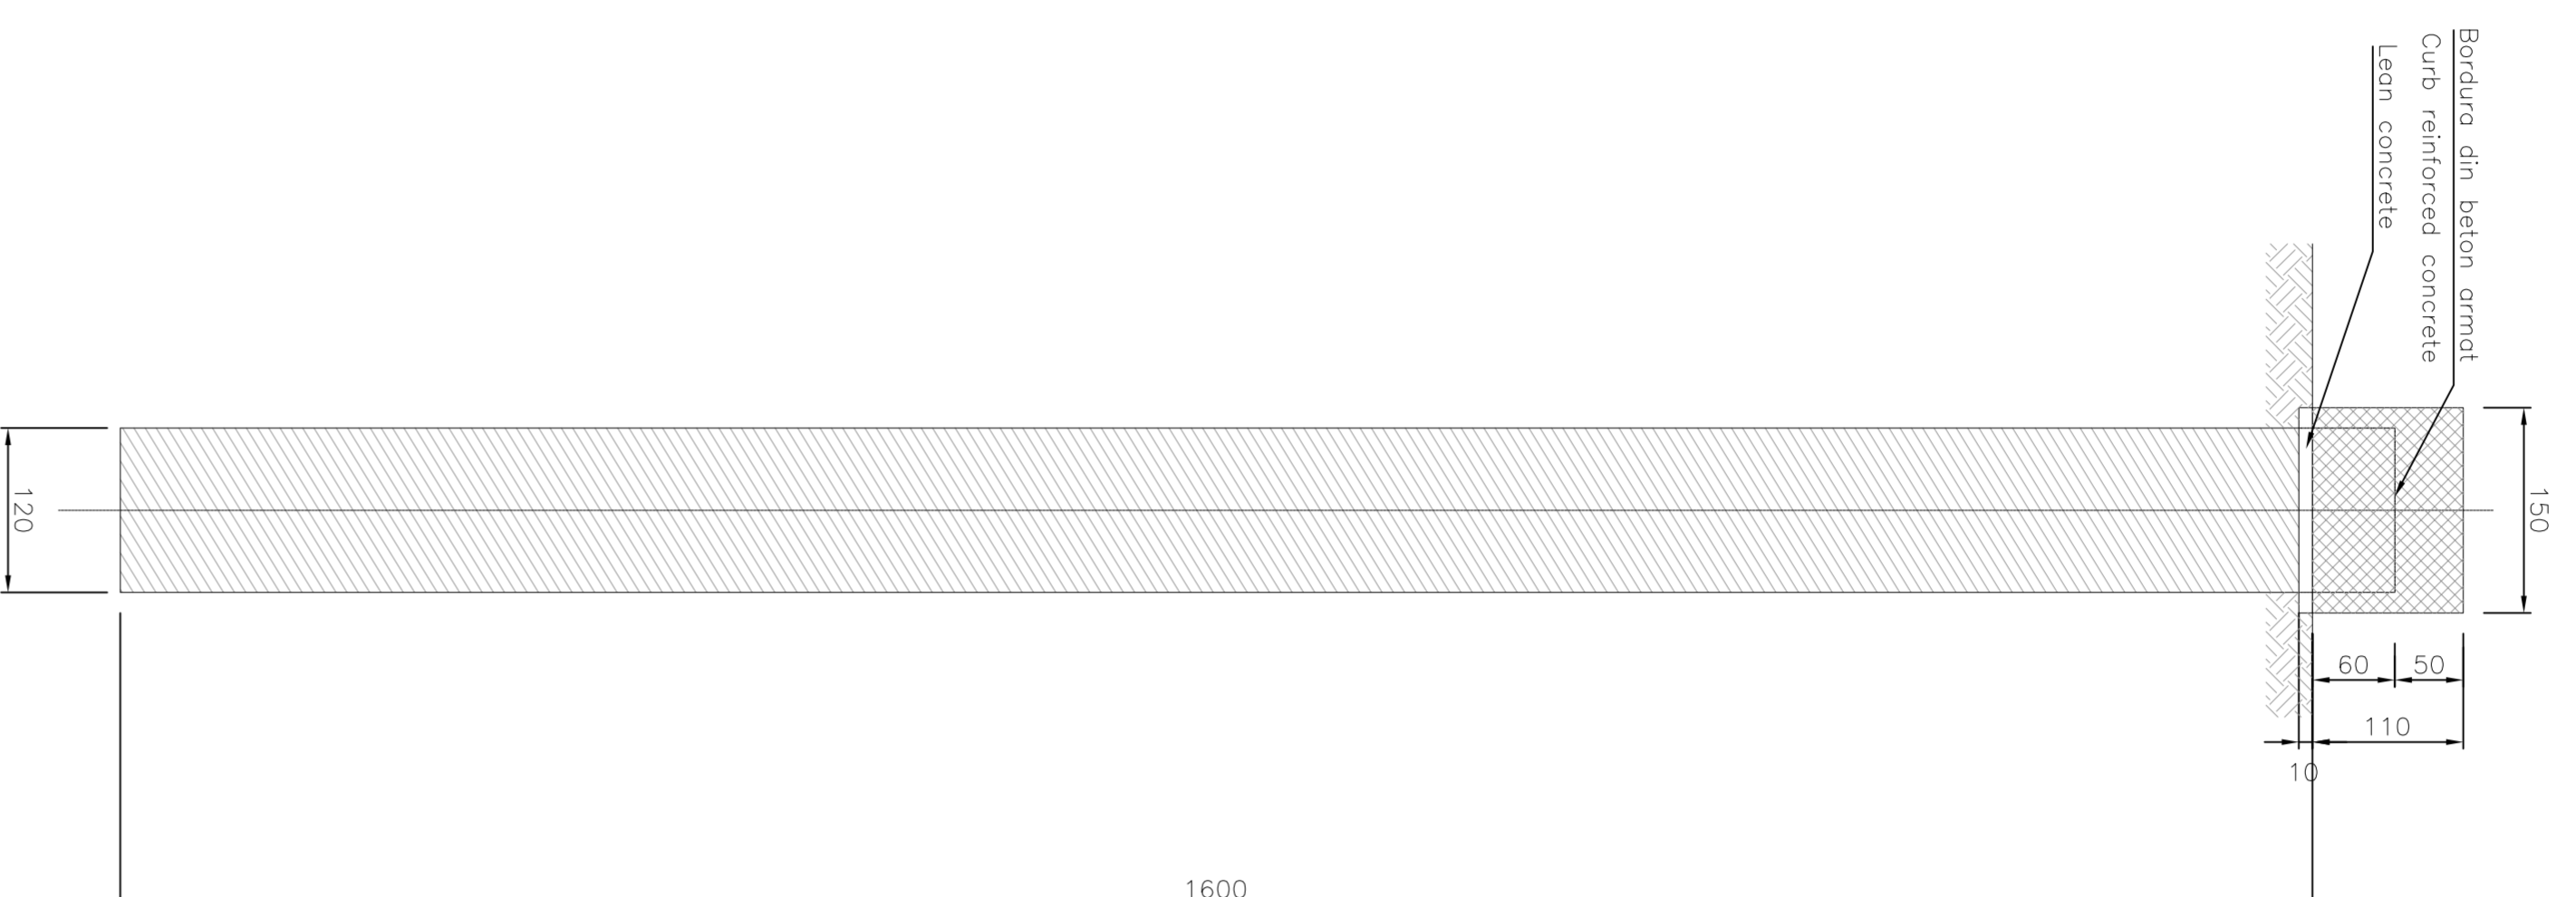 Bordura din beton armat
Curb reinforced concrete
Lean concrete
150
60
50
110
10
120
1600